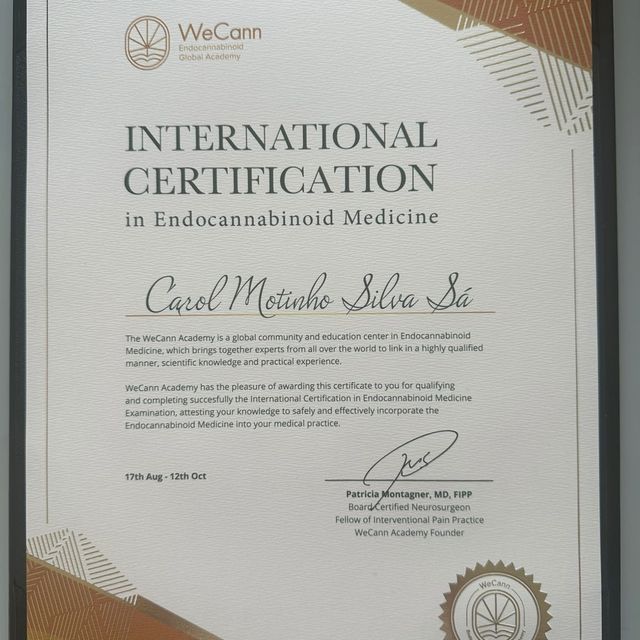 WeCann
Endocannabinoid
Global Academy
INTERNATIONAL
CERTIFICATION
in Endocannabinoid Medicine
Carol Motinho Silva Sá
The WeCann Academy is a global community and education center in Endocannabinoid
Medicine, which brings together experts from all over the world to link in a highly qualified
manner, scientific knowledge and practical experience.
WeCann Academy has the pleasure of awarding this certificate to you for qualifying
and completing succesfully the International Certification in Endocannabinoid Medicine
Examination, attesting your knowledge to safely and effectively incorporate the
Endocannabinoid Medicine into your medical practice.
17th Aug - 12th Oct
Patricia Montagner, MD, FIPP
Board Certified Neurosurgeon
Fellow of Interventional Pain Practice
WeCann Academy Founder
WeCann